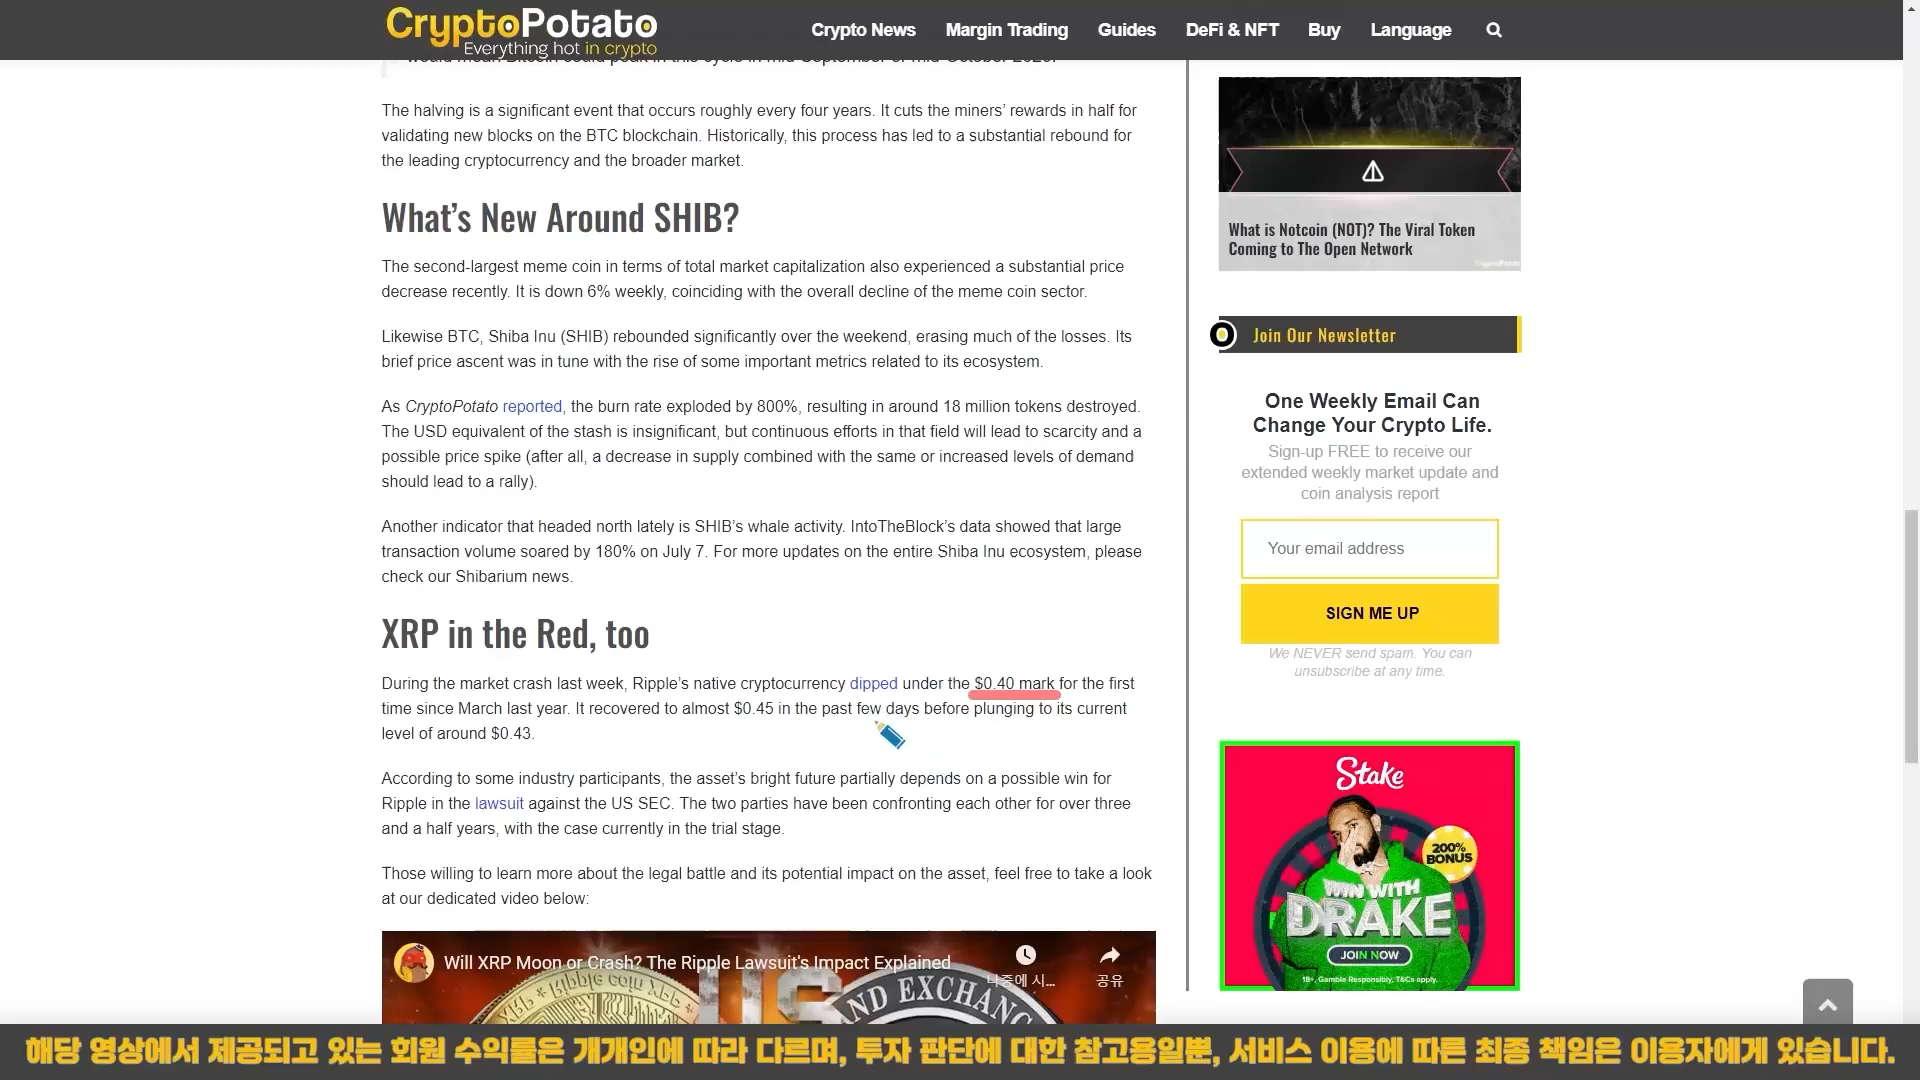 CryptoPotato
Everything hot in crypto
Crypto News
Margin Trading
Guides
DeFi & NFT
Buy
Language
The halving is a significant event that occurs roughly every four years. It cuts the miners’ rewards in half for
validating new blocks on the BTC blockchain. Historically, this process has led to a substantial rebound for
the leading cryptocurrency and the broader market.
What’s New Around SHIB?
The second-largest meme coin in terms of total market capitalization also experienced a substantial price
decrease recently. It is down 6% weekly, coinciding with the overall decline of the meme coin sector.
Likewise BTC, Shiba Inu (SHIB) rebounded significantly over the weekend, erasing much of the losses. Its
brief price ascent was in tune with the rise of some important metrics related to its ecosystem.
As CryptoPotato reported, the burn rate exploded by 800%, resulting in around 18 million tokens destroyed.
The USD equivalent of the stash is insignificant, but continuous efforts in that field will lead to scarcity and a
possible price spike (after all, a decrease in supply combined with the same or increased levels of demand
should lead to a rally).
Another indicator that headed north lately is SHIB’s whale activity. IntoTheBlock’s data showed that large
transaction volume soared by 180% on July 7. For more updates on the entire Shiba Inu ecosystem, please
check our Shibarium news.
XRP in the Red, too
During the market crash last week, Ripple’s native cryptocurrency dipped under the $0.40 mark for the first
time since March last year. It recovered to almost $0.45 in the past few days before plunging to its current
level of around $0.43.
According to some industry participants, the asset’s bright future partially depends on a possible win for
Ripple in the lawsuit against the US SEC. The two parties have been confronting each other for over three
and a half years, with the case currently in the trial stage.
Those willing to learn more about the legal battle and its potential impact on the asset, feel free to take a look
at our dedicated video below:
Will XRP Moon or Crash? The Ripple Lawsuit's Impact Explained
나중에 시...
공유
US
ND EXCHANG
What is Notcoin (NOT)? The Viral Token
Coming to The Open Network
Join Our Newsletter
One Weekly Email Can
Change Your Crypto Life.
Sign-up FREE to receive our
extended weekly market update and
coin analysis report
Your email address
SIGN ME UP
We NEVER send spam. You can
unsubscribe at any time.
Stake
200%
BONUS
WIN WITH
DRAKE
JOIN NOW
18+, Gamble Responsibly, T&Cs apply.
해당 영상에서 제공되고 있는 회원 수익률은 개개인에 따라 다르며, 투자 판단에 대한 참고용일뿐, 서비스 이용에 따른 최종 책임은 이용자에게 있습니다.